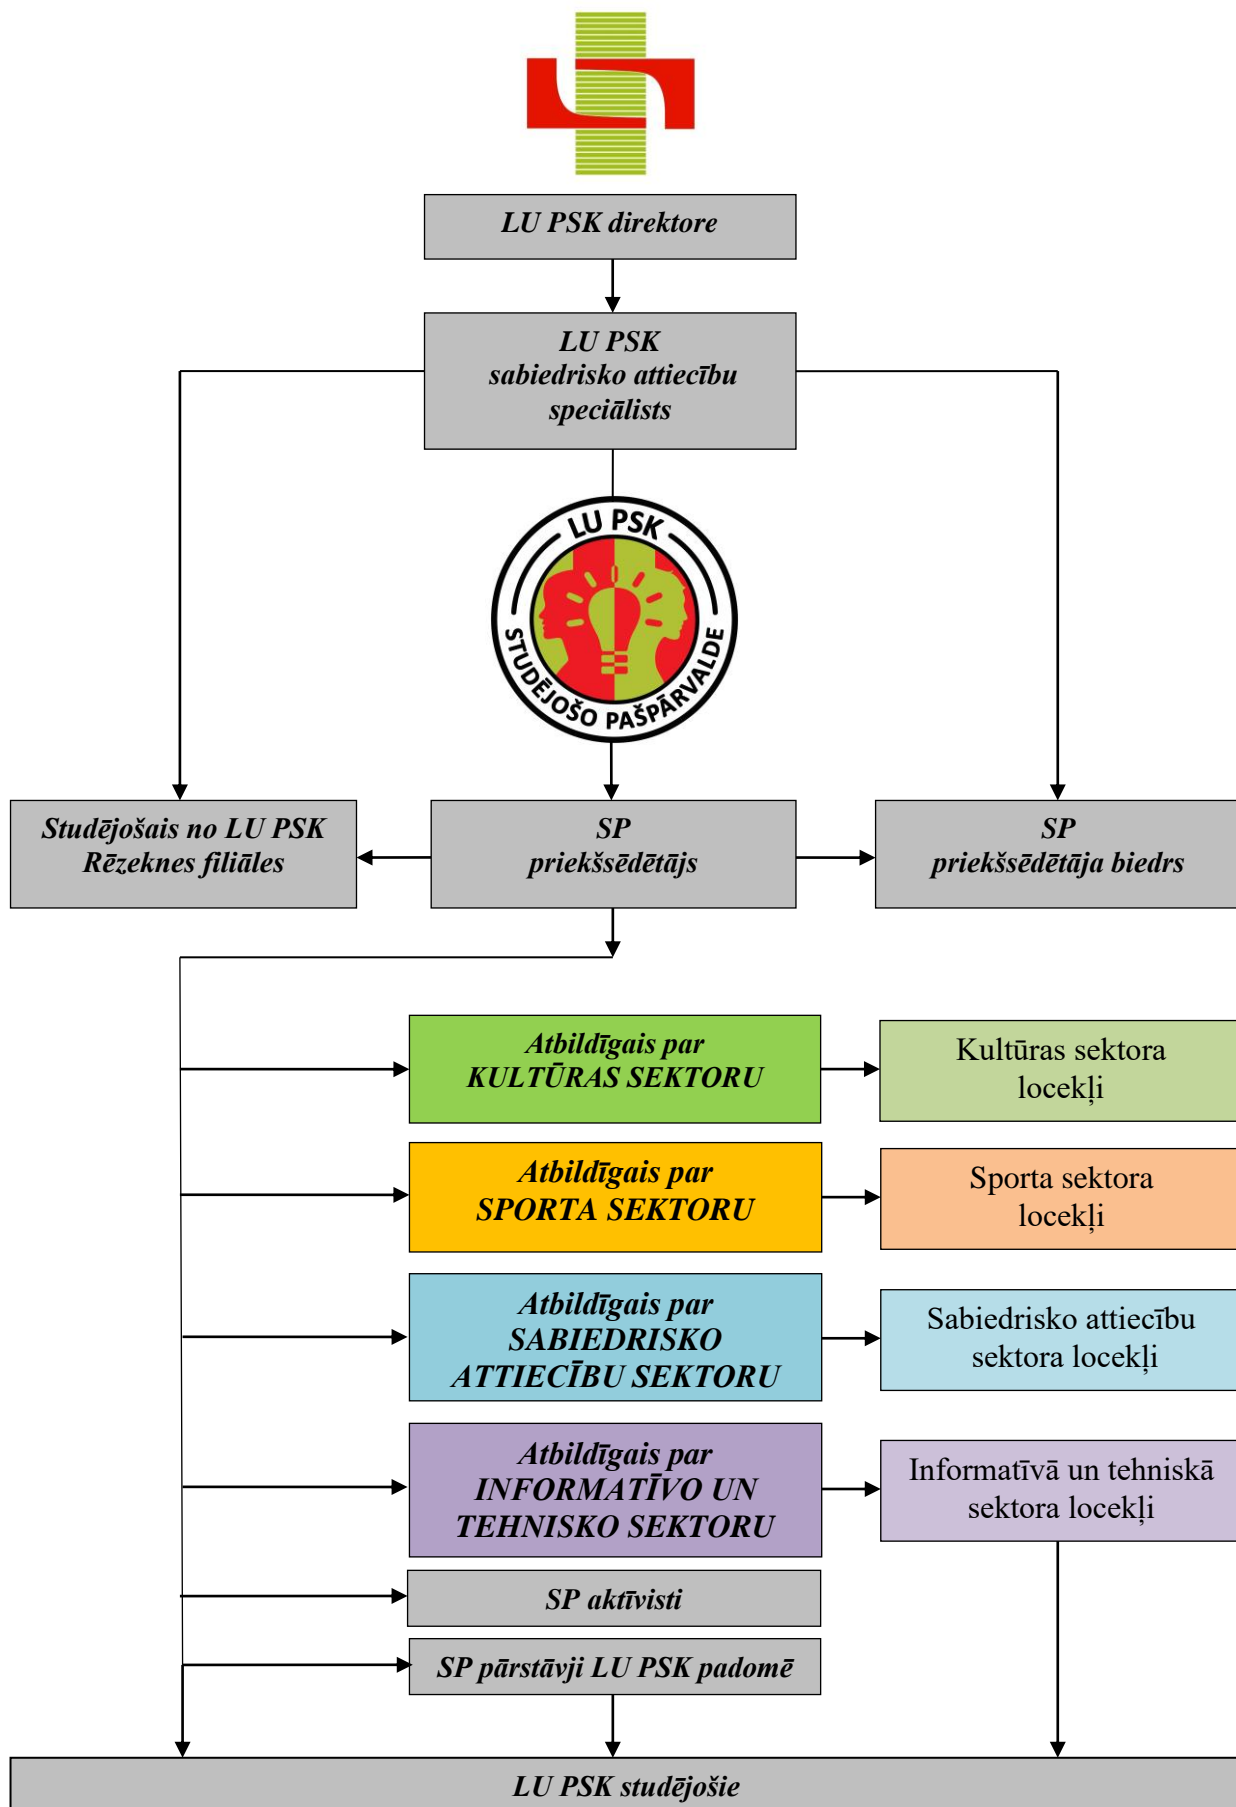 LU PSK direktore
LU PSK
sabiedrisko attiecību
speciālists
LU PSK
STUDĒJOŠO PAŠPĀRVALDE
Studējošais no LU PSK
Rēzeknes filiāles
SP
priekšsēdētājs
SP
priekšsēdētāja biedrs
Atbildīgais par
KULTŪRAS SEKTORU
Kultūras sektora
locekļi
Atbildīgais par
SPORTA SEKTORU
Sporta sektora
locekļi
Atbildīgais par
SABIEDRISKO
ATTIECĪBU SEKTORU
Sabiedrisko attiecību
sektora locekļi
Atbildīgais par
INFORMATĪVO UN
TEHNISKO SEKTORU
Informatīvā un tehniskā
sektora locekļi
SP aktīvisti
SP pārstāvji LU PSK padomē
LU PSK studējošie